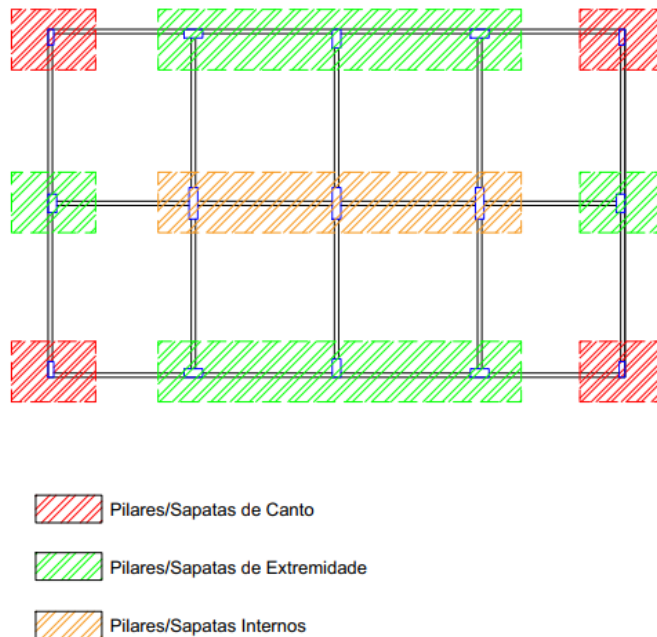 Pilares/Sapatas de Canto
Pilares/Sapatas de Extremidade
Pilares/Sapatas Internos